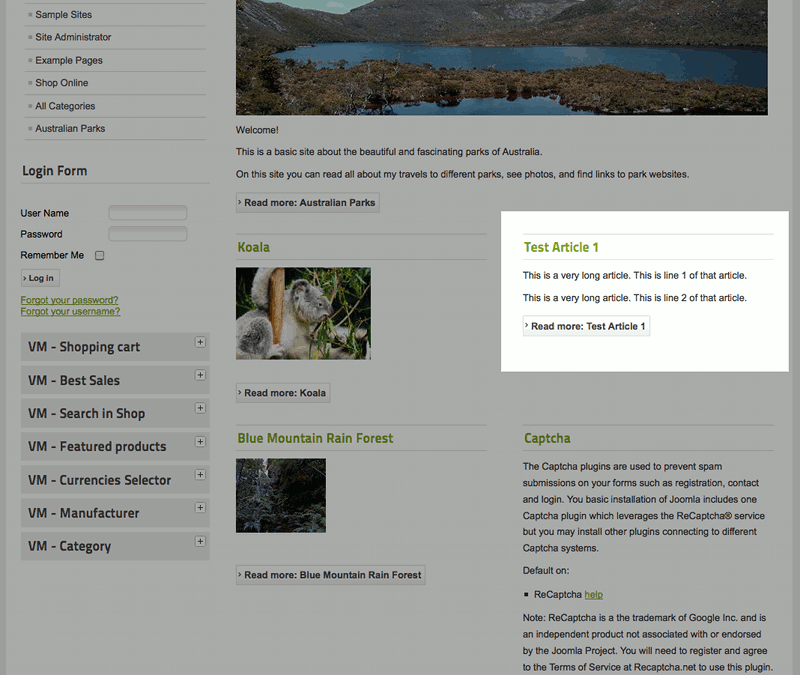 Sample Sites
Site Administrator
Example Pages
Shop Online
All Categories
Australian Parks
Login Form
User Name
Password
Remember Me
› Log in
Forgot your password?
Forgot your username?
VM - Shopping cart
VM - Best Sales
VM - Search in Shop
VM - Featured products
VM - Currencies Selector
VM - Manufacturer
VM - Category
Welcome!
This is a basic site about the beautiful and fascinating parks of Australia.
On this site you can read all about my travels to different parks, see photos, and find links to park websites.
› Read more: Australian Parks
Koala
› Read more: Koala
Test Article 1
This is a very long article. This is line 1 of that article.
This is a very long article. This is line 2 of that article.
› Read more: Test Article 1
Blue Mountain Rain Forest
› Read more: Blue Mountain Rain Forest
Captcha
The Captcha plugins are used to prevent spam
submissions on your forms such as registration, contact
and login. You basic installation of Joomla includes one
Captcha plugin which leverages the ReCaptcha® service
but you may install other plugins connecting to different
Captcha systems.
Default on:
ReCaptcha help
Note: ReCaptcha is a the trademark of Google Inc. and is
an independent product not associated with or endorsed
by the Joomla Project. You will need to register and agree
to the Terms of Service at Recaptcha.net to use this plugin.